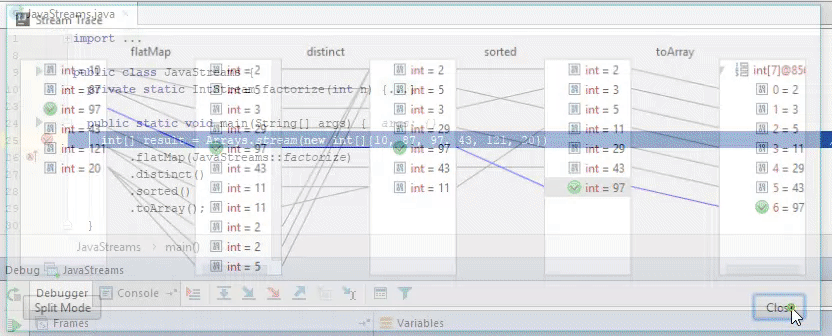 JavaStreams.java
Stream Trace
import ...
public class JavaStreams {
private static IntStream factorize(int n) {...}
public static void main(String[] args) { args: {}
int[] result = Arrays.stream(new int[]{10, 87, 97, 43, 121, 20})
.flatMap(JavaStreams::factorize)
.distinct()
.sorted()
.toArray();
}
flatMap
distinct
sorted
toArray
int = 10
int = 87
int = 97
int = 43
int = 121
int = 20
int = 2
int = 5
int = 3
int = 29
int = 97
int = 43
int = 11
int = 11
int = 2
int = 2
int = 5
int = 2
int = 5
int = 3
int = 29
int = 97
int = 43
int = 11
int = 2
int = 3
int = 5
int = 11
int = 29
int = 43
int = 97
0 = 2
1 = 3
2 = 5
3 = 11
4 = 29
5 = 43
6 = 97
JavaStreams › main()
Debug JavaStreams
Debugger Console
Split Mode
Close
Frames
Variables